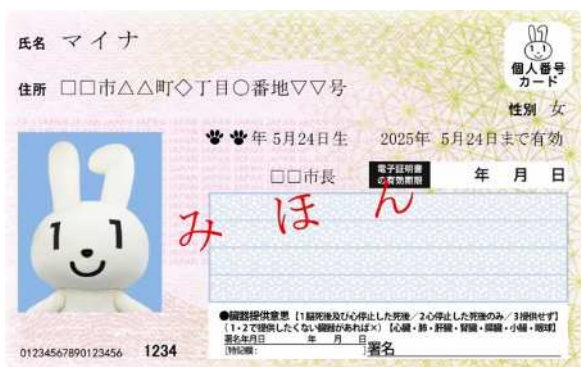 氏名 マイナ
個人番号
カード
住所 □□市△△町◇丁目○番地▽▽号
性別 女
年 5月24日生 2025年 5月24日まで有効
□□市長 電子証明書の有効期限 年 月 日
みほん
1 1
●臓器提供意思【1脳死後及び心停止した死後/2心停止した死後のみ/3提供せず】
(1・2で提供したくない臓器があれば×)【心臓・肺・肝臓・腎臓・膵臓・小腸・眼球】
署名年月日 年 月 日
[特記欄: ]署名
01234567890123456 1234